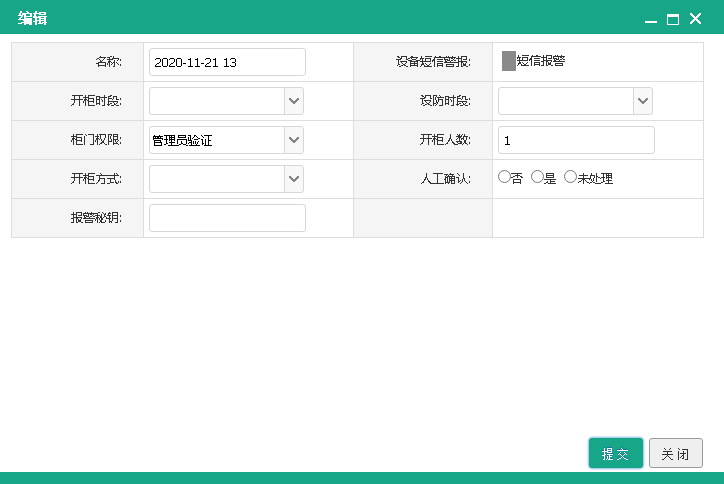 编辑
名称: 2020-11-21 13 设备短信警报: 短信报警
开柜时段: 设防时段:
柜门权限: 管理员验证 开柜人数: 1
开柜方式: 人工确认: 否 是 未处理
报警秘钥:
提 交 关 闭